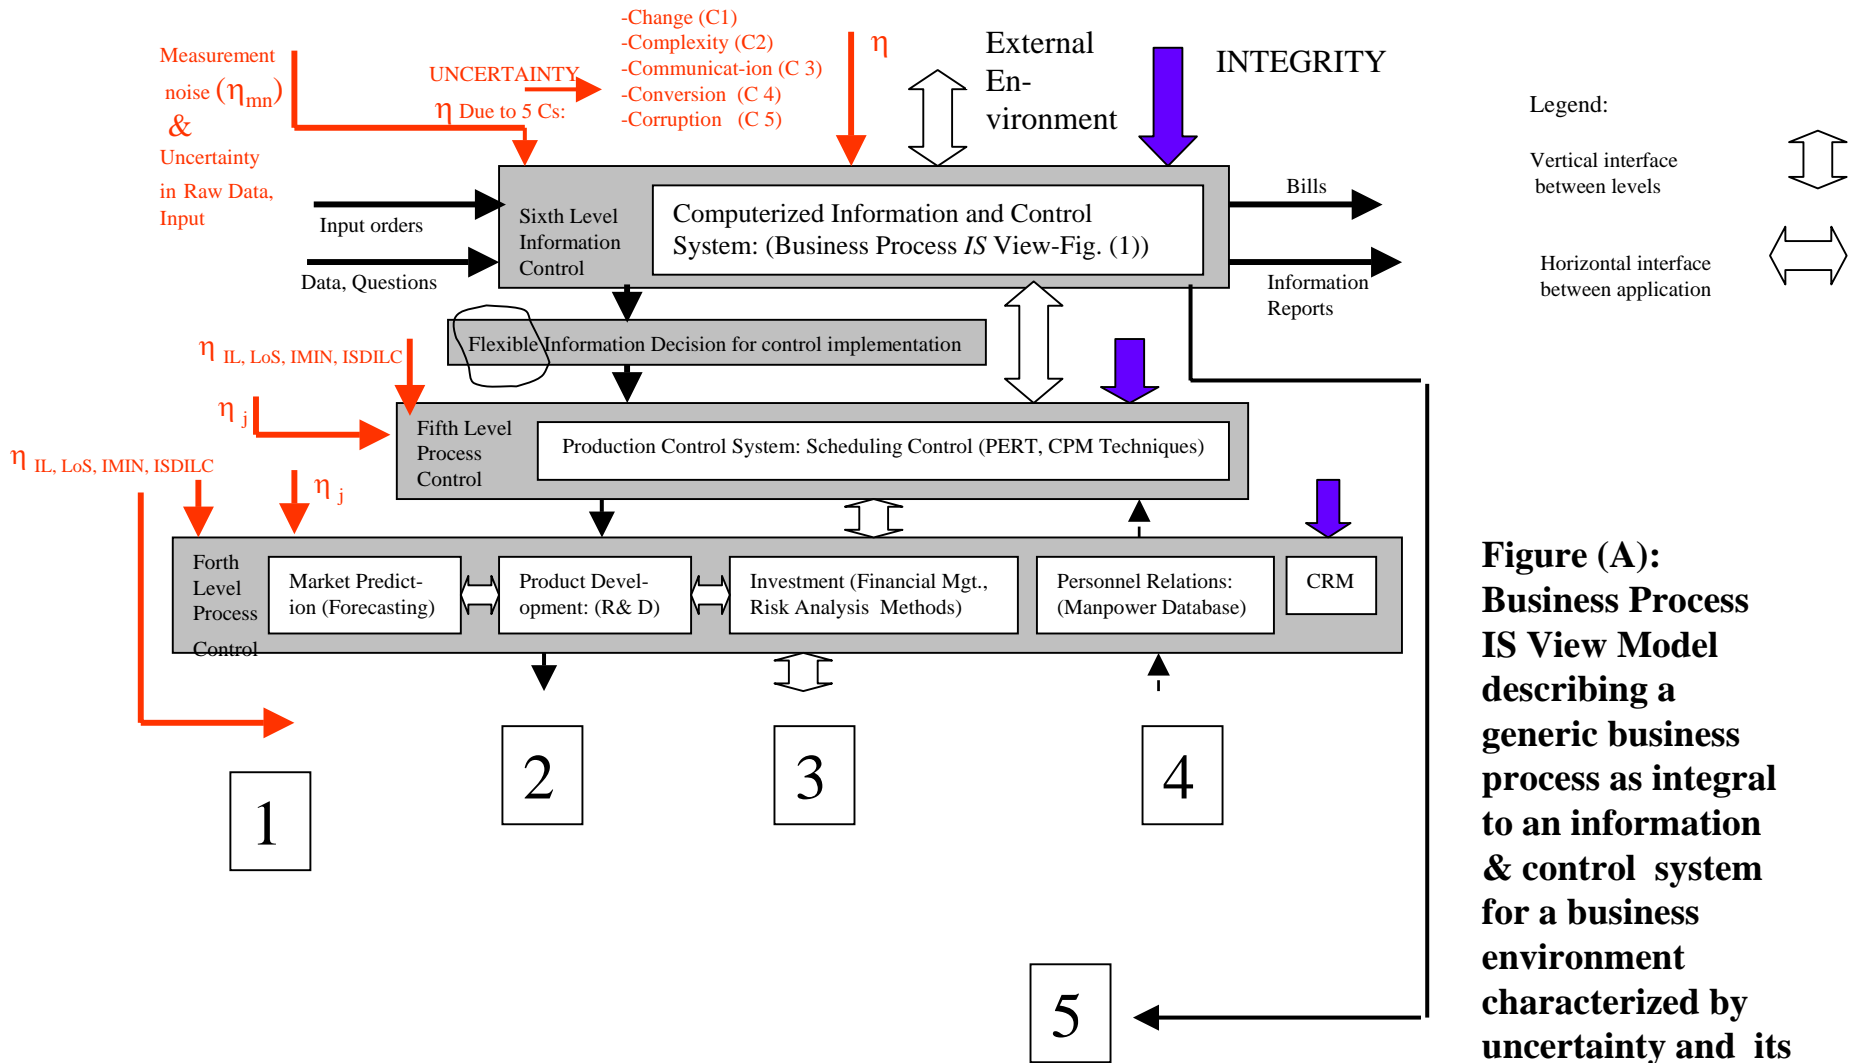 -Change (C1)
-Complexity (C2)
-Communicat-ion (C 3)
-Conversion (C 4)
-Corruption (C 5)
Measurement
noise (ηmn)
&
Uncertainty
in Raw Data,
Input
UNCERTAINTY
η Due to 5 Cs:
η
External
En-
vironment
INTEGRITY
Legend:
Vertical interface
between levels
Horizontal interface
between application
Input orders
Data, Questions
Sixth Level
Information
Control
Computerized Information and Control
System: (Business Process IS View-Fig. (1))
Bills
Information
Reports
Flexible Information Decision for control implementation
η IL, LoS, IMIN, ISDILC
η j
Fifth Level
Process
Control
Production Control System: Scheduling Control (PERT, CPM Techniques)
η IL, LoS, IMIN, ISDILC
η j
Forth
Level
Process
Control
Market Predict-
ion (Forecasting)
Product Devel-
opment: (R& D)
Investment (Financial Mgt.,
Risk Analysis Methods)
Personnel Relations:
(Manpower Database)
CRM
1
2
3
4
5
Figure (A):
Business Process
IS View Model
describing a
generic business
process as integral
to an information
& control system
for a business
environment
characterized by
uncertainty and its